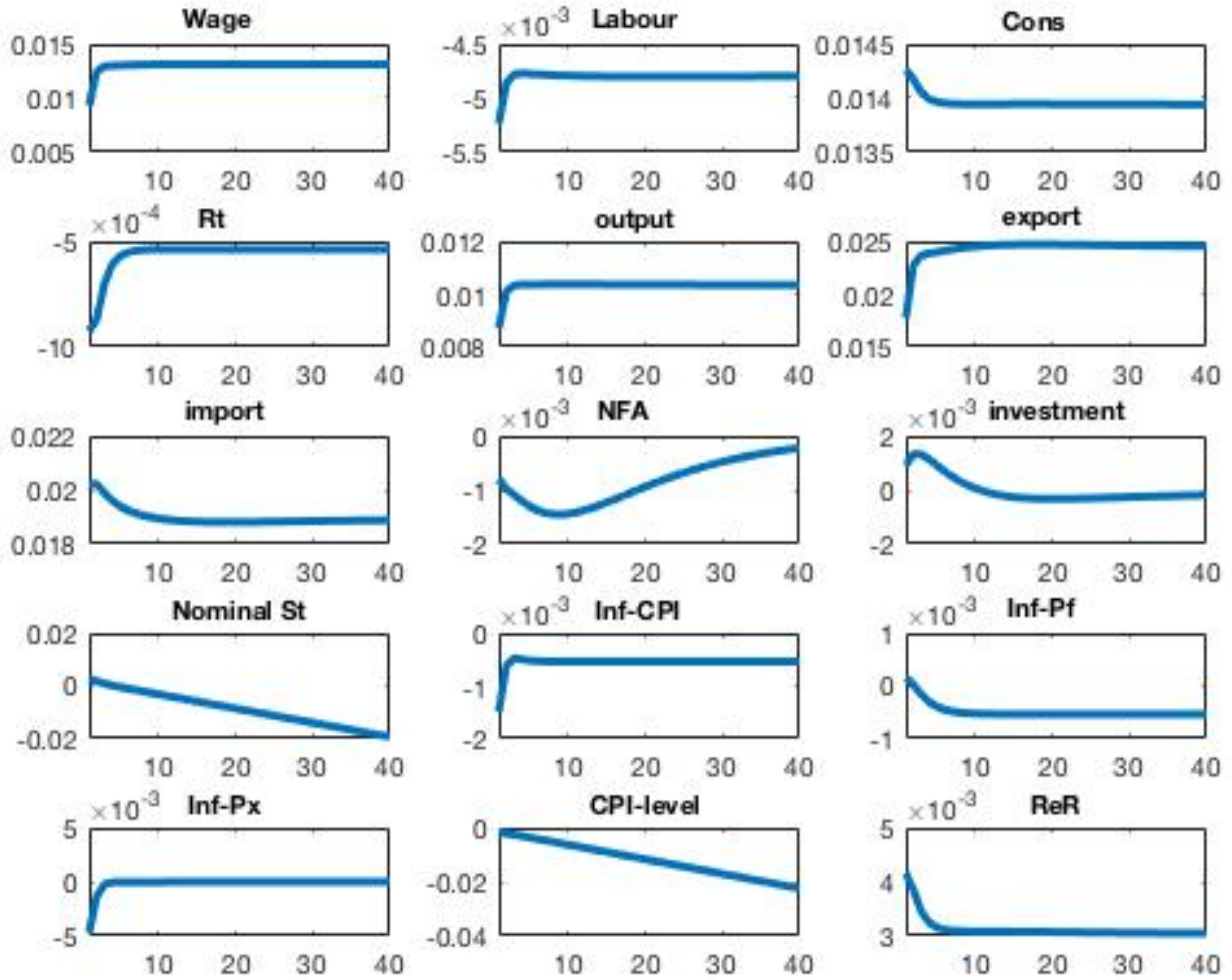 Wage
0.015
0.01
0.005
10 20 30 40
×10-3 Labour
-4.5
-5
-5.5
10 20 30 40
Cons
0.0145
0.014
0.0135
10 20 30 40
×10-4 Rt
-5
-10
10 20 30 40
output
0.012
0.01
0.008
10 20 30 40
export
0.025
0.02
0.015
10 20 30 40
import
0.022
0.02
0.018
10 20 30 40
×10-3 NFA
0
-1
-2
10 20 30 40
×10-3 investment
2
0
-2
10 20 30 40
Nominal St
0.02
0
-0.02
10 20 30 40
×10-3 Inf-CPI
0
-1
-2
10 20 30 40
×10-3 Inf-Pf
1
0
-1
10 20 30 40
×10-3 Inf-Px
5
0
-5
10 20 30 40
CPI-level
0
-0.02
-0.04
10 20 30 40
×10-3 ReR
5
4
3
10 20 30 40